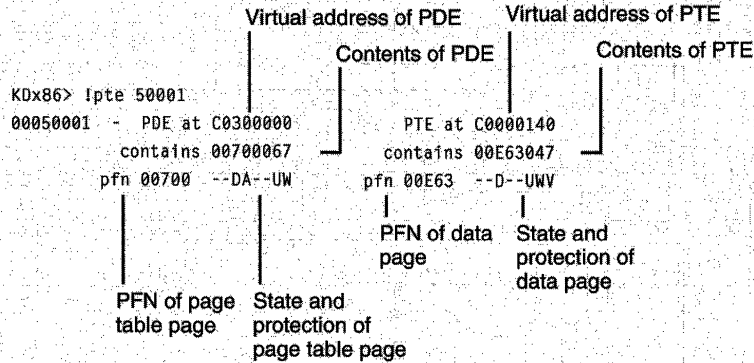 Virtual address of PDE
Virtual address of PTE
Contents of PDE
Contents of PTE
KDx86> !pte 50001
00050001 - PDE at C0300000 PTE at C0000140
contains 00700067 contains 00E63047
pfn 00700 --DA--UW pfn 00E63 --D--UWV
PFN of data
page
State and
protection of
data page
PFN of page
table page
State and
protection of
page table page